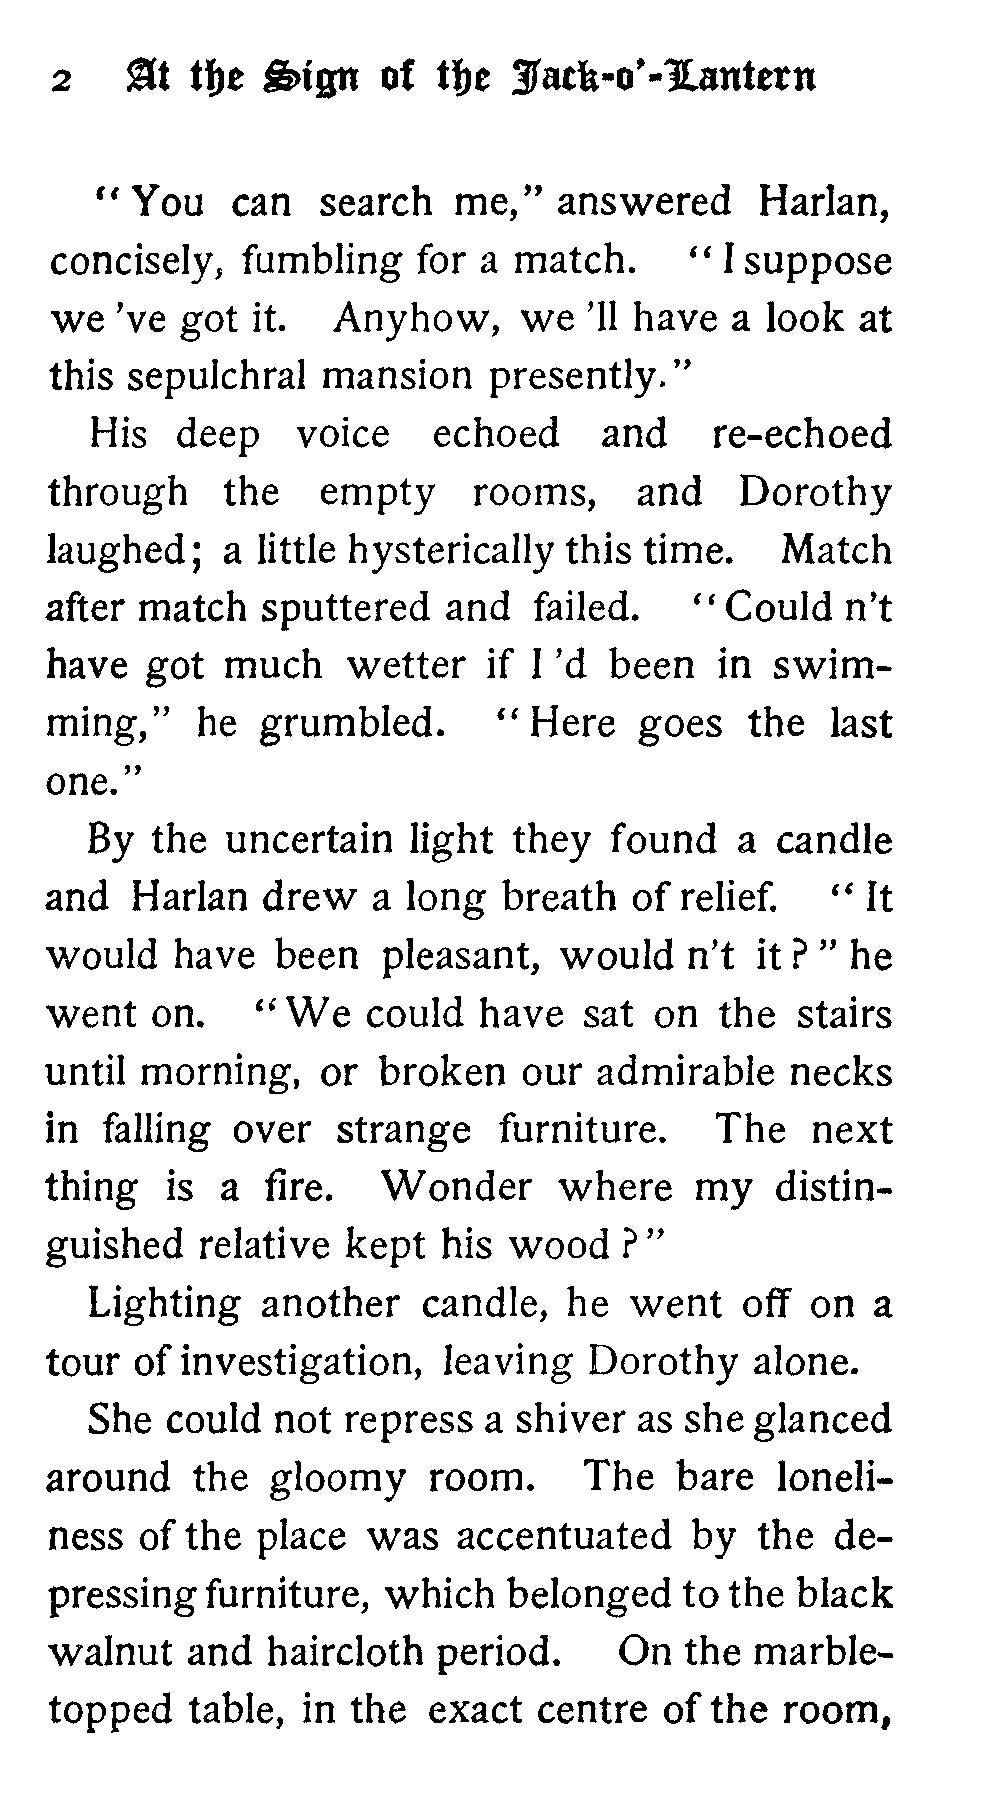 2 At the Sign of the Jack-o'-Lantern
“You can search me,” answered Harlan,
concisely, fumbling for a match. “I suppose
we 've got it. Anyhow, we 'll have a look at
this sepulchral mansion presently.”
His deep voice echoed and re-echoed
through the empty rooms, and Dorothy
laughed; a little hysterically this time. Match
after match sputtered and failed. “Could n't
have got much wetter if I 'd been in swim-
ming,” he grumbled. “Here goes the last
one.”
By the uncertain light they found a candle
and Harlan drew a long breath of relief. “It
would have been pleasant, would n't it?” he
went on. “We could have sat on the stairs
until morning, or broken our admirable necks
in falling over strange furniture. The next
thing is a fire. Wonder where my distin-
guished relative kept his wood?”
Lighting another candle, he went off on a
tour of investigation, leaving Dorothy alone.
She could not repress a shiver as she glanced
around the gloomy room. The bare loneli-
ness of the place was accentuated by the de-
pressing furniture, which belonged to the black
walnut and haircloth period. On the marble-
topped table, in the exact centre of the room,